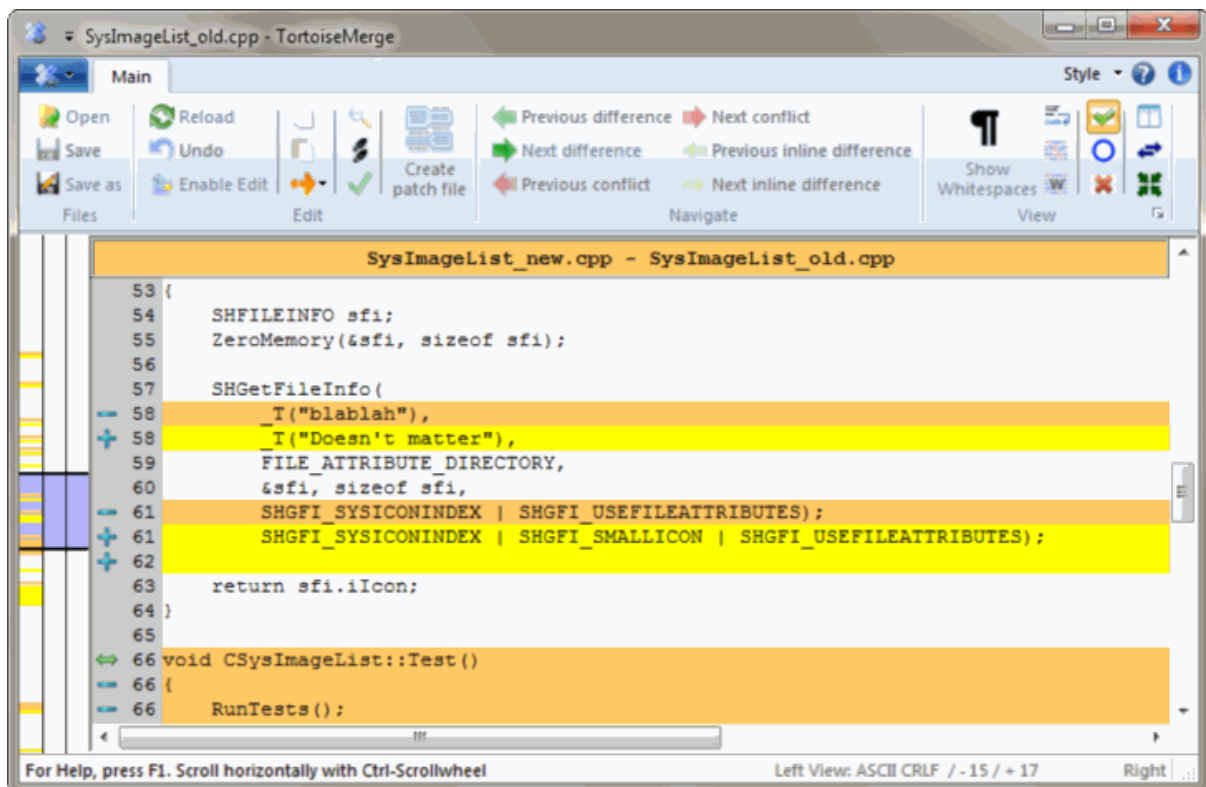 SysImageList_old.cpp - TortoiseMerge
Main
Style
Open
Reload
Previous difference
Next conflict
Save
Undo
Next difference
Previous inline difference
Create
patch file
Show
Whitespaces
Save as
Enable Edit
Previous conflict
Next inline difference
Files
Edit
Navigate
View
SysImageList_new.cpp - SysImageList_old.cpp
53 {
54 SHFILEINFO sfi;
55 ZeroMemory(&sfi, sizeof sfi);
56
57 SHGetFileInfo(
58 _T("blablah"),
58 _T("Doesn't matter"),
59 FILE_ATTRIBUTE_DIRECTORY,
60 &sfi, sizeof sfi,
61 SHGFI_SYSICONINDEX | SHGFI_USEFILEATTRIBUTES);
61 SHGFI_SYSICONINDEX | SHGFI_SMALLICON | SHGFI_USEFILEATTRIBUTES);
62
63 return sfi.iIcon;
64 }
65
66 void CSysImageList::Test()
66 {
66 RunTests();
For Help, press F1. Scroll horizontally with Ctrl-Scrollwheel
Left View: ASCII CRLF / - 15 / + 17
Right